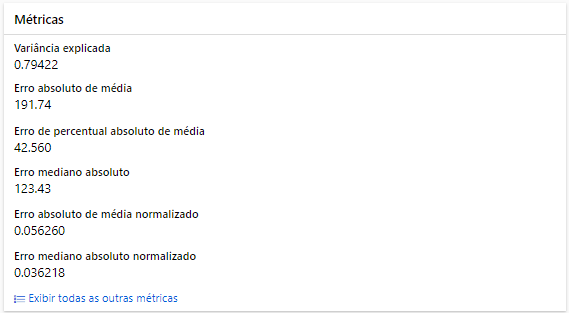 Métricas
Variância explicada
0.79422
Erro absoluto de média
191.74
Erro de percentual absoluto de média
42.560
Erro mediano absoluto
123.43
Erro absoluto de média normalizado
0.056260
Erro mediano absoluto normalizado
0.036218
Exibir todas as outras métricas